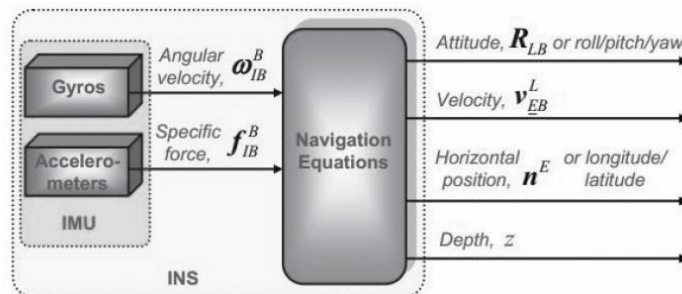 Gyros
Accelero-
meters
IMU
INS
Angular
velocity, ω_IB^B
Specific
force, f_IB^B
Navigation
Equations
Attitude, R_LB or roll/pitch/yaw
Velocity, v_EB^L
Horizontal
position, n^E or longitude/
latitude
Depth, z